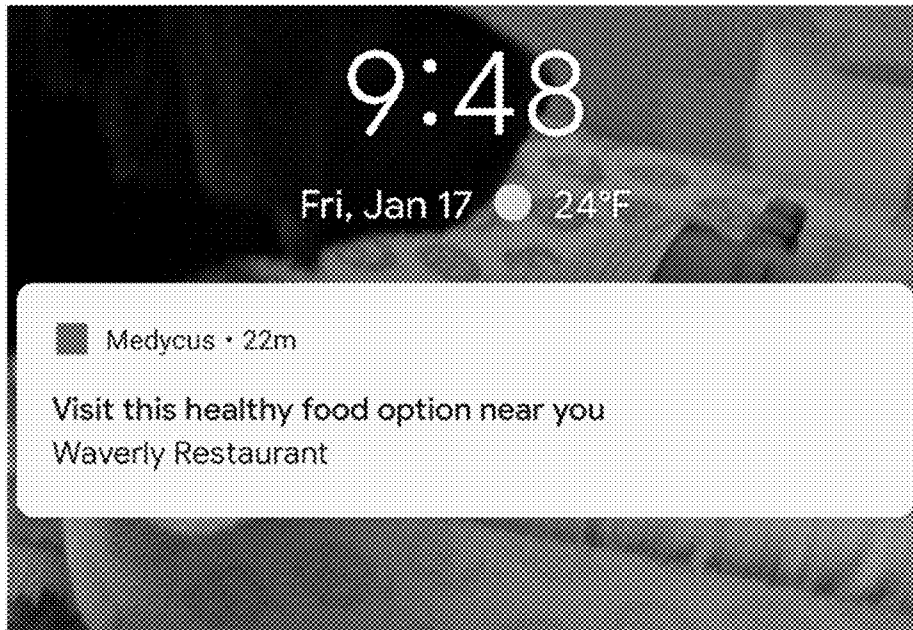 9:48
Fri, Jan 17 24°F
Medycus • 22m
Visit this healthy food option near you
Waverly Restaurant